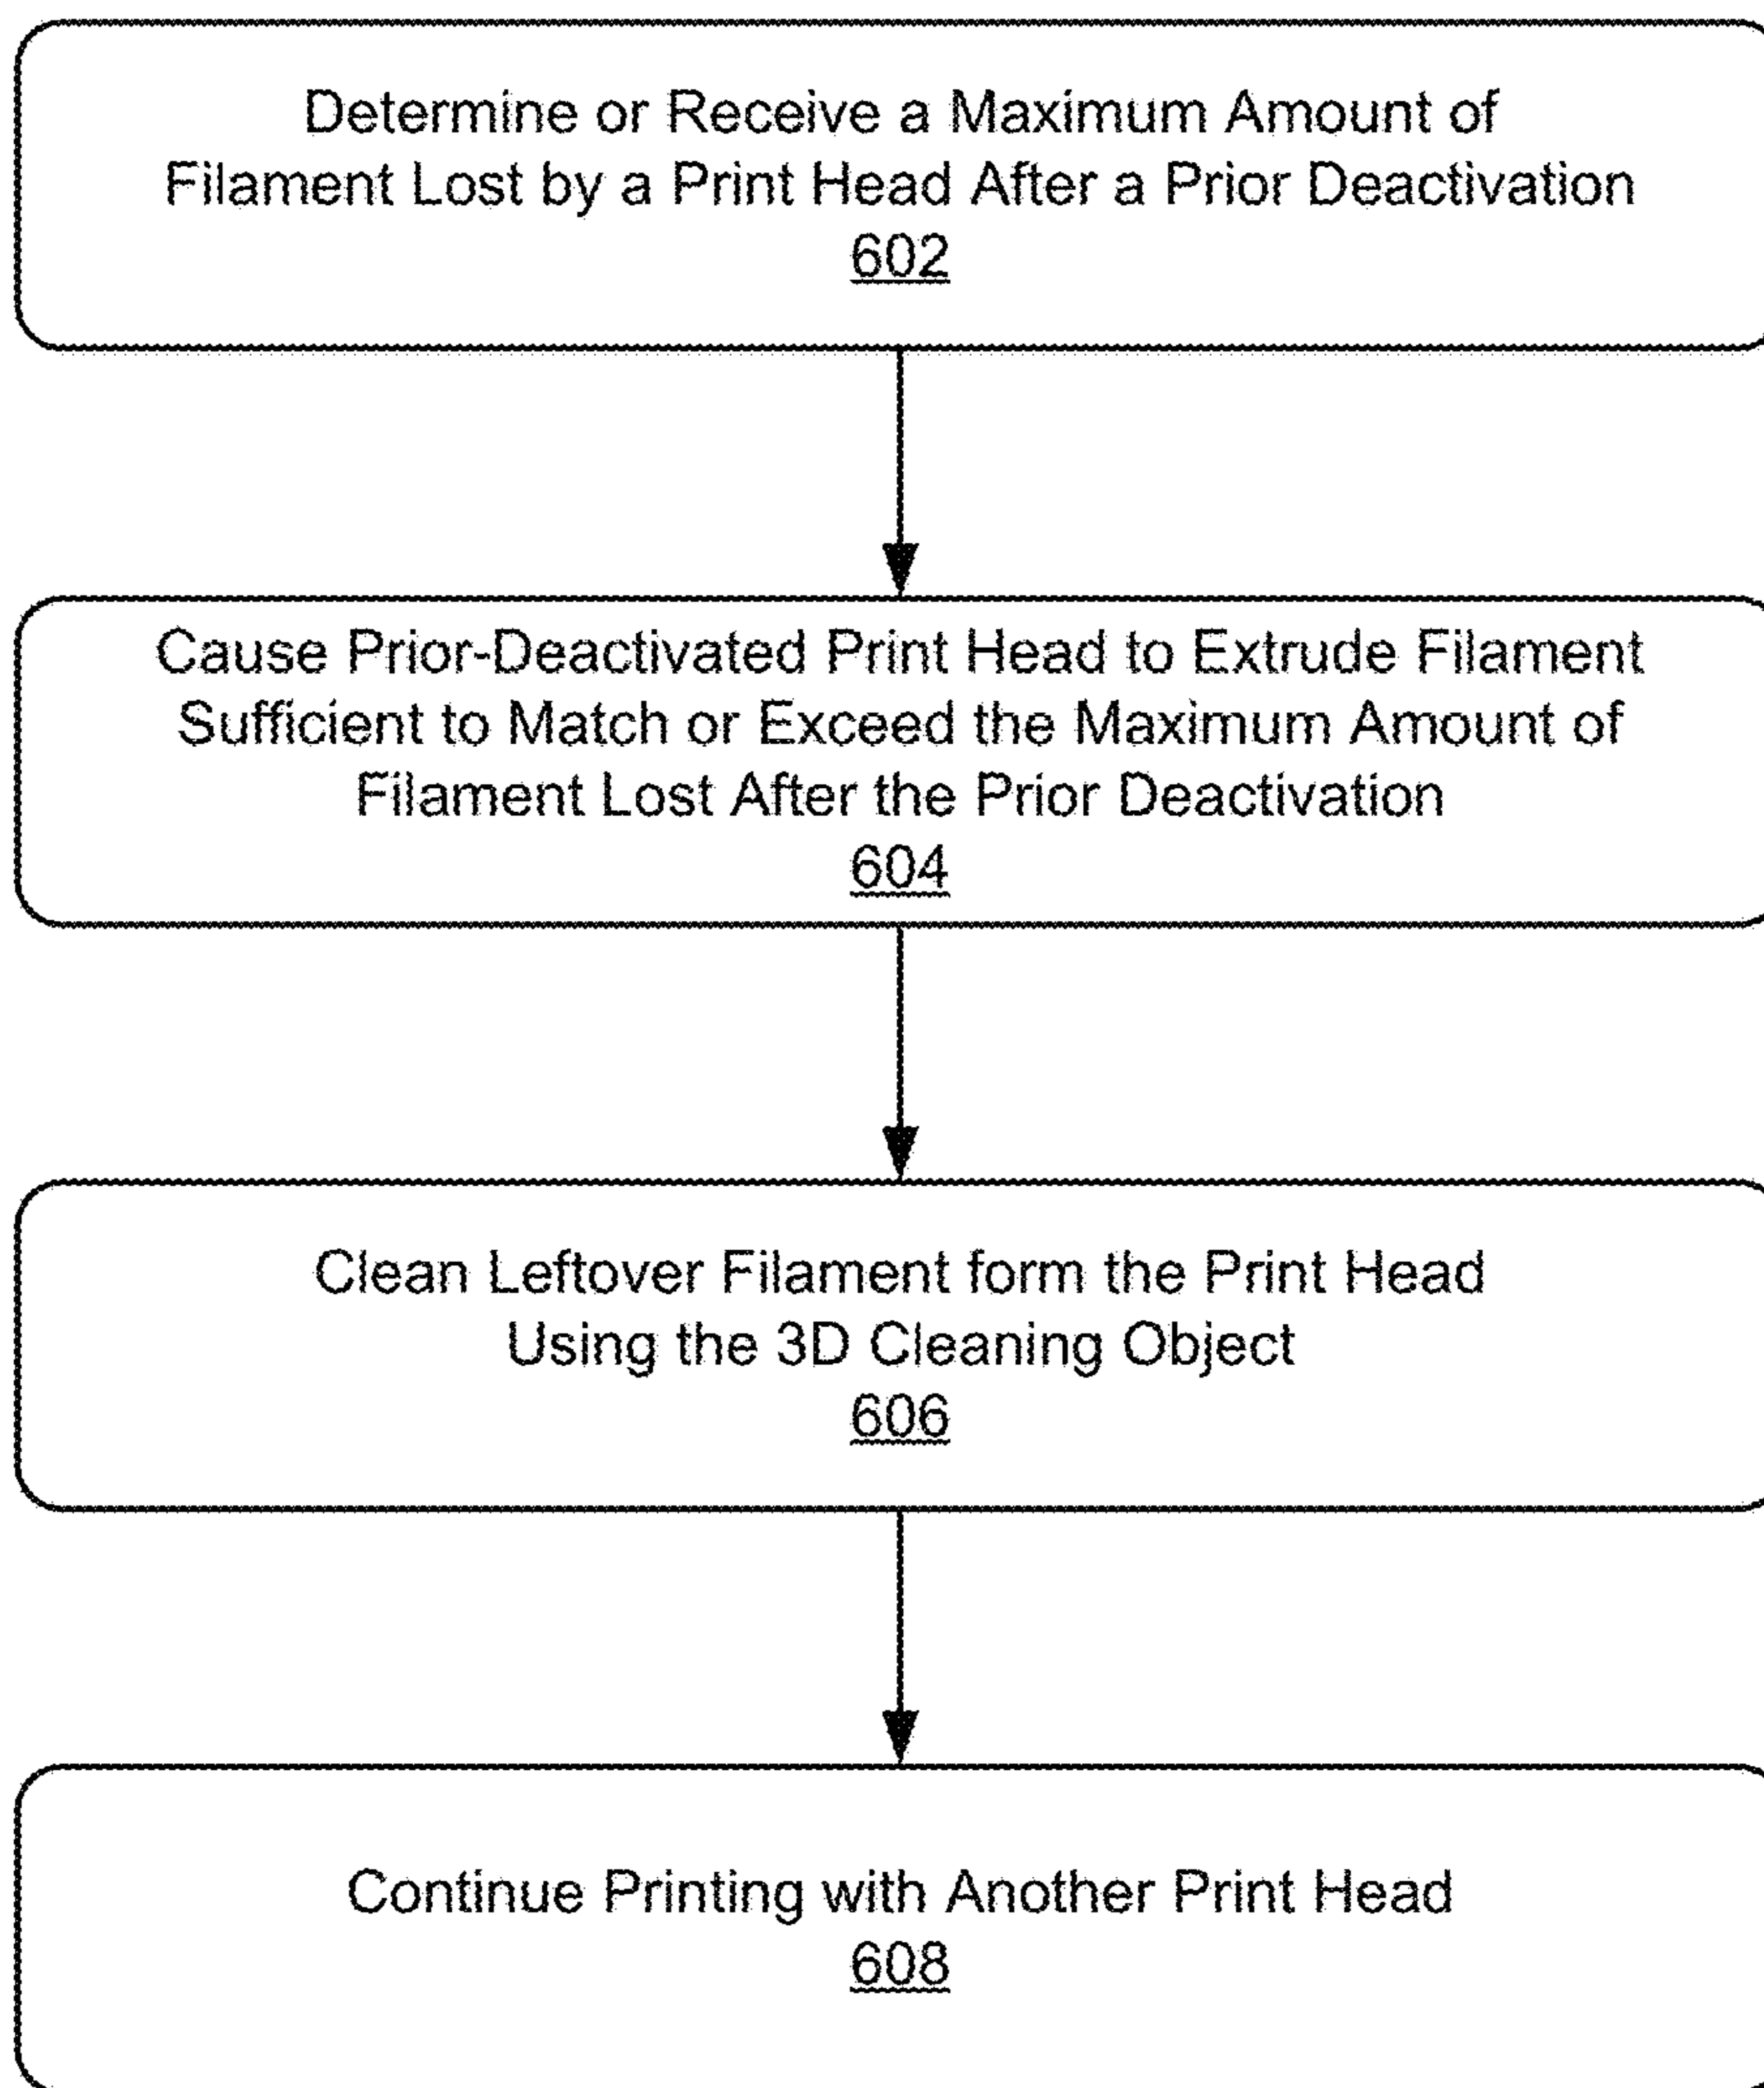 Determine or Receive a Maximum Amount of
Filament Lost by a Print Head After a Prior Deactivation
602
Cause Prior-Deactivated Print Head to Extrude Filament
Sufficient to Match or Exceed the Maximum Amount of
Filament Lost After the Prior Deactivation
604
Clean Leftover Filament form the Print Head
Using the 3D Cleaning Object
606
Continue Printing with Another Print Head
608